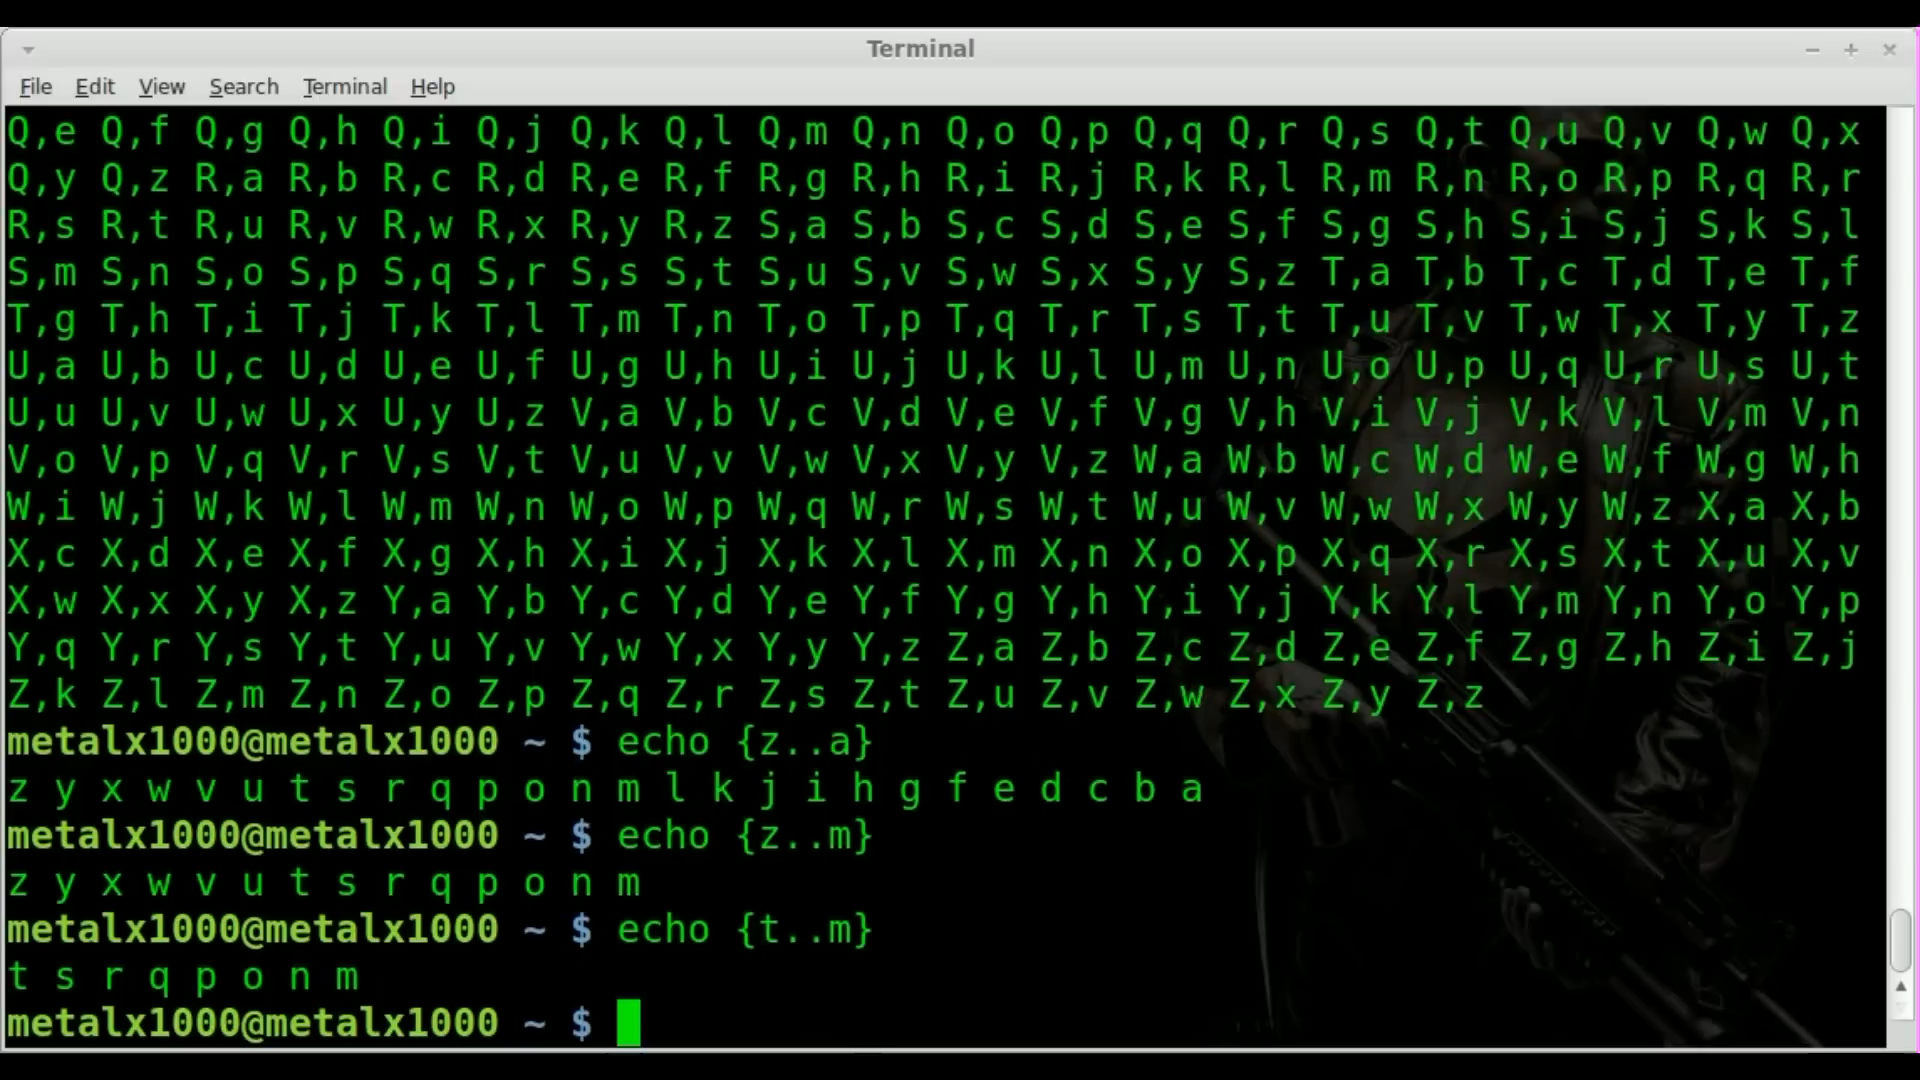 Terminal
File Edit View Search Terminal Help
Q,e Q,f Q,g Q,h Q,i Q,j Q,k Q,l Q,m Q,n Q,o Q,p Q,q Q,r Q,s Q,t Q,u Q,v Q,w Q,x
Q,y Q,z R,a R,b R,c R,d R,e R,f R,g R,h R,i R,j R,k R,l R,m R,n R,o R,p R,q R,r
R,s R,t R,u R,v R,w R,x R,y R,z S,a S,b S,c S,d S,e S,f S,g S,h S,i S,j S,k S,l
S,m S,n S,o S,p S,q S,r S,s S,t S,u S,v S,w S,x S,y S,z T,a T,b T,c T,d T,e T,f
T,g T,h T,i T,j T,k T,l T,m T,n T,o T,p T,q T,r T,s T,t T,u T,v T,w T,x T,y T,z
U,a U,b U,c U,d U,e U,f U,g U,h U,i U,j U,k U,l U,m U,n U,o U,p U,q U,r U,s U,t
U,u U,v U,w U,x U,y U,z V,a V,b V,c V,d V,e V,f V,g V,h V,i V,j V,k V,l V,m V,n
V,o V,p V,q V,r V,s V,t V,u V,v V,w V,x V,y V,z W,a W,b W,c W,d W,e W,f W,g W,h
W,i W,j W,k W,l W,m W,n W,o W,p W,q W,r W,s W,t W,u W,v W,w W,x W,y W,z X,a X,b
X,c X,d X,e X,f X,g X,h X,i X,j X,k X,l X,m X,n X,o X,p X,q X,r X,s X,t X,u X,v
X,w X,x X,y X,z Y,a Y,b Y,c Y,d Y,e Y,f Y,g Y,h Y,i Y,j Y,k Y,l Y,m Y,n Y,o Y,p
Y,q Y,r Y,s Y,t Y,u Y,v Y,w Y,x Y,y Y,z Z,a Z,b Z,c Z,d Z,e Z,f Z,g Z,h Z,i Z,j
Z,k Z,l Z,m Z,n Z,o Z,p Z,q Z,r Z,s Z,t Z,u Z,v Z,w Z,x Z,y Z,z
metalx1000@metalx1000 ~ $ echo {z..a}
z y x w v u t s r q p o n m l k j i h g f e d c b a
metalx1000@metalx1000 ~ $ echo {z..m}
z y x w v u t s r q p o n m
metalx1000@metalx1000 ~ $ echo {t..m}
t s r q p o n m
metalx1000@metalx1000 ~ $